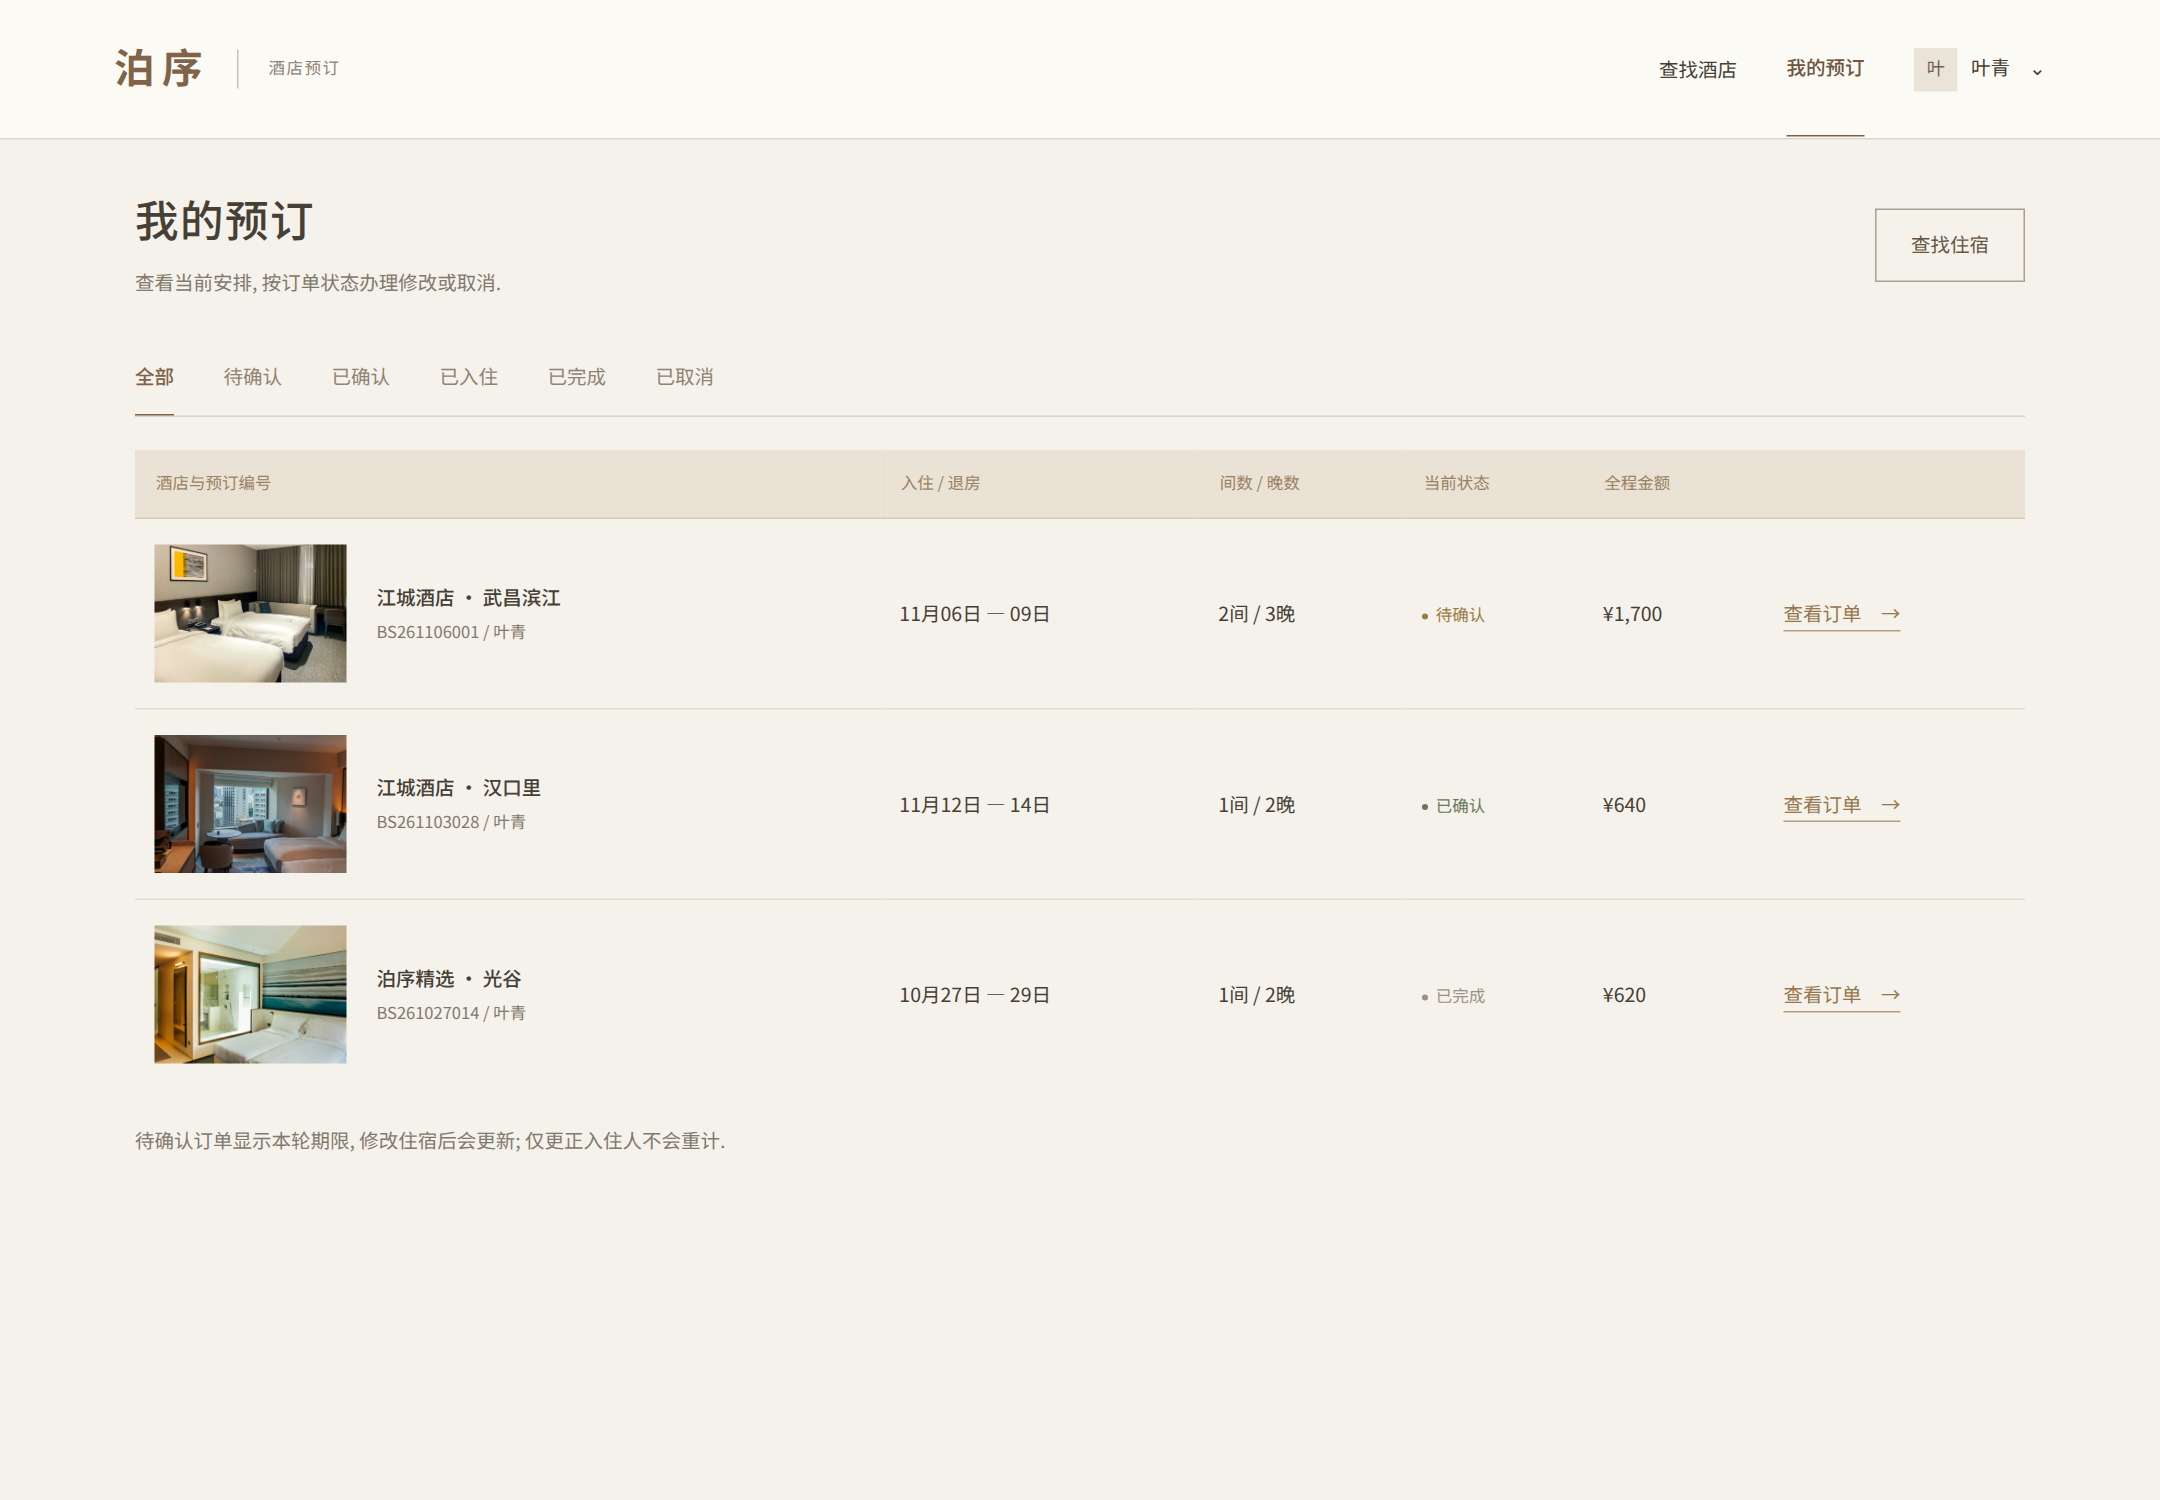 泊序
酒店预订
查找酒店
我的预订
叶
叶青
我的预订
查看当前安排, 按订单状态办理修改或取消.
查找住宿
全部 待确认 已确认 已入住 已完成 已取消
酒店与预订编号 入住 / 退房 间数 / 晚数 当前状态 全程金额
江城酒店 · 武昌滨江
BS261106001 / 叶青
11月06日 — 09日 2间 / 3晚 待确认 ¥1,700 查看订单 →
江城酒店 · 汉口里
BS261103028 / 叶青
11月12日 — 14日 1间 / 2晚 已确认 ¥640 查看订单 →
泊序精选 · 光谷
BS261027014 / 叶青
10月27日 — 29日 1间 / 2晚 已完成 ¥620 查看订单 →
待确认订单显示本轮期限, 修改住宿后会更新; 仅更正入住人不会重计.